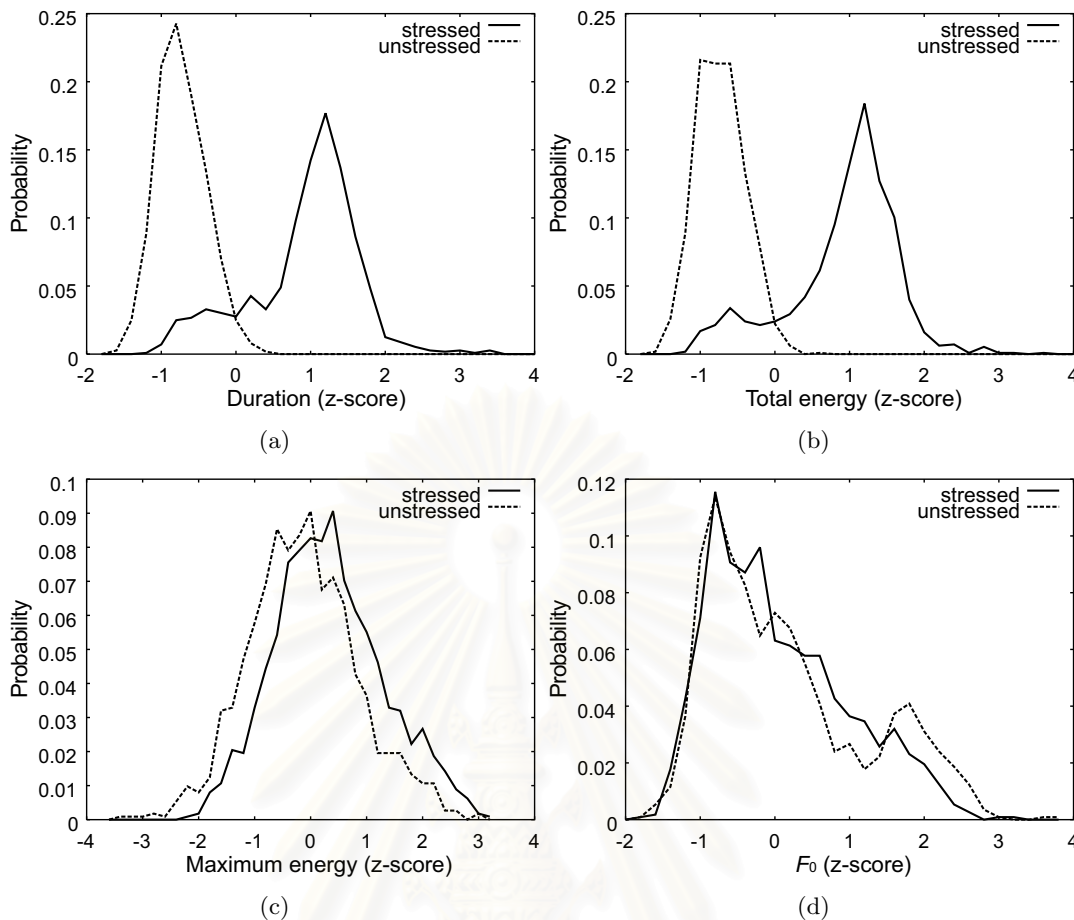 0.25
0.2
0.15
0.1
0.05
0
Probability
stressed
unstressed
-2 -1 0 1 2 3 4
Duration (z-score)
(a)
0.25
0.2
0.15
0.1
0.05
0
Probability
stressed
unstressed
-2 -1 0 1 2 3 4
Total energy (z-score)
(b)
0.1
0.09
0.08
0.07
0.06
0.05
0.04
0.03
0.02
0.01
0
Probability
stressed
unstressed
-4 -3 -2 -1 0 1 2 3 4
Maximum energy (z-score)
(c)
0.12
0.1
0.08
0.06
0.04
0.02
0
Probability
stressed
unstressed
-2 -1 0 1 2 3 4
F0 (z-score)
(d)